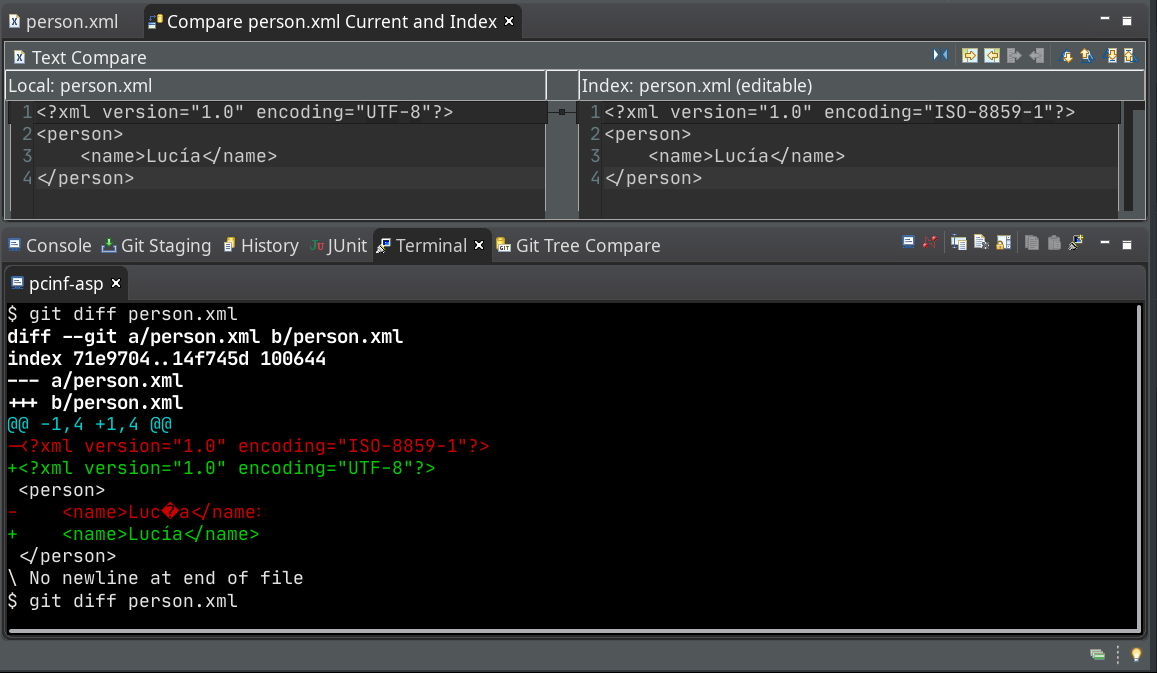 person.xml
Compare person.xml Current and Index
Text Compare
Local: person.xml
Index: person.xml (editable)
1 <?xml version="1.0" encoding="UTF-8"?>
2 <person>
3     <name>Lucía</name>
4 </person>
1 <?xml version="1.0" encoding="ISO-8859-1"?>
2 <person>
3     <name>Lucía</name>
4 </person>
Console Git Staging History JUnit Terminal Git Tree Compare
pcinf-asp
$ git diff person.xml
diff --git a/person.xml b/person.xml
index 71e9704..14f745d 100644
--- a/person.xml
+++ b/person.xml
@@ -1,4 +1,4 @@
-<?xml version="1.0" encoding="ISO-8859-1"?>
+<?xml version="1.0" encoding="UTF-8"?>
 <person>
-    <name>Luc�a</name:
+    <name>Lucía</name>
 </person>
\ No newline at end of file
$ git diff person.xml